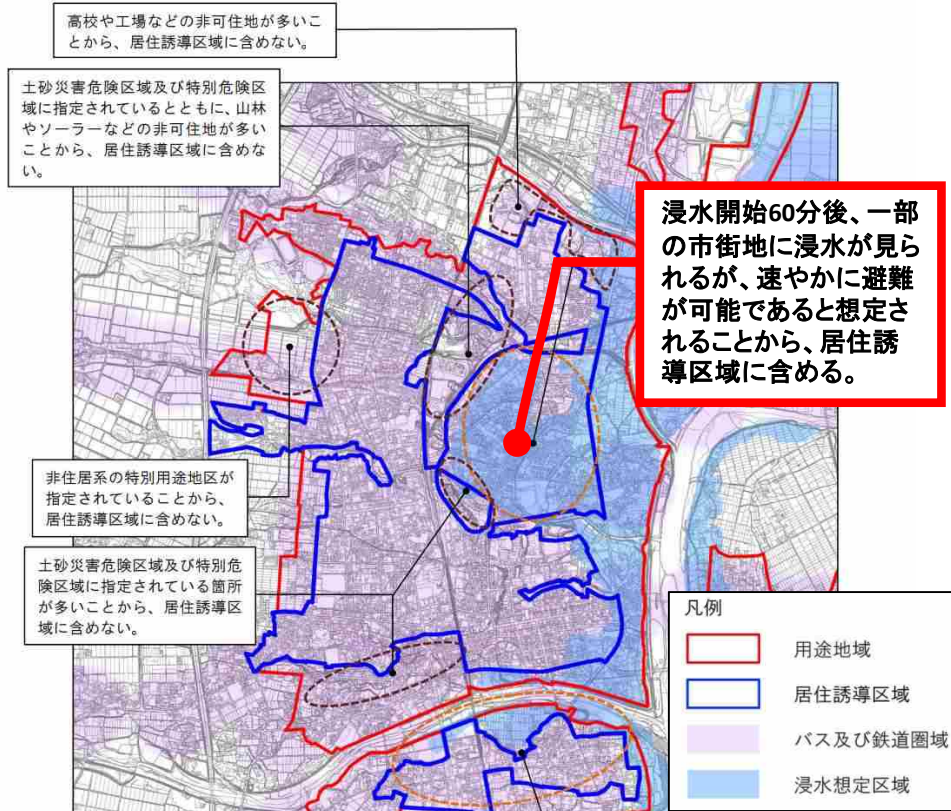 高校や工場などの非可住地が多いこ
とから、居住誘導区域に含めない。
土砂災害危険区域及び特別危険区
域に指定されているとともに、山林
やソーラーなどの非可住地が多い
ことから、居住誘導区域に含めな
い。
浸水開始60分後、一部
の市街地に浸水が見ら
れるが、速やかに避難
が可能であると想定さ
れることから、居住誘
導区域に含める。
非住居系の特別用途地区が
指定されていることから、
居住誘導区域に含めない。
土砂災害危険区域及び特別危
険区域に指定されている箇所
が多いことから、居住誘導区
域に含めない。
凡例
用途地域
居住誘導区域
バス及び鉄道圏域
浸水想定区域